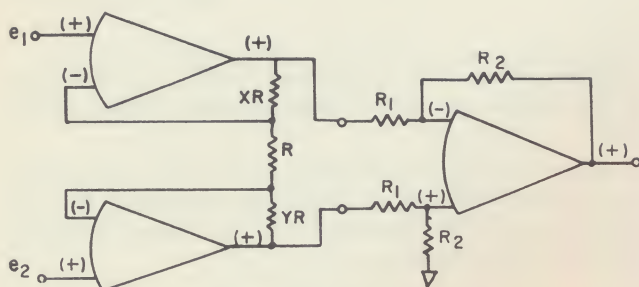 e1 (+) (+)
R2
(-) XR R1 (-)
R (+)
(-) R1 (+)
YR
(+) R2
e2 (+)